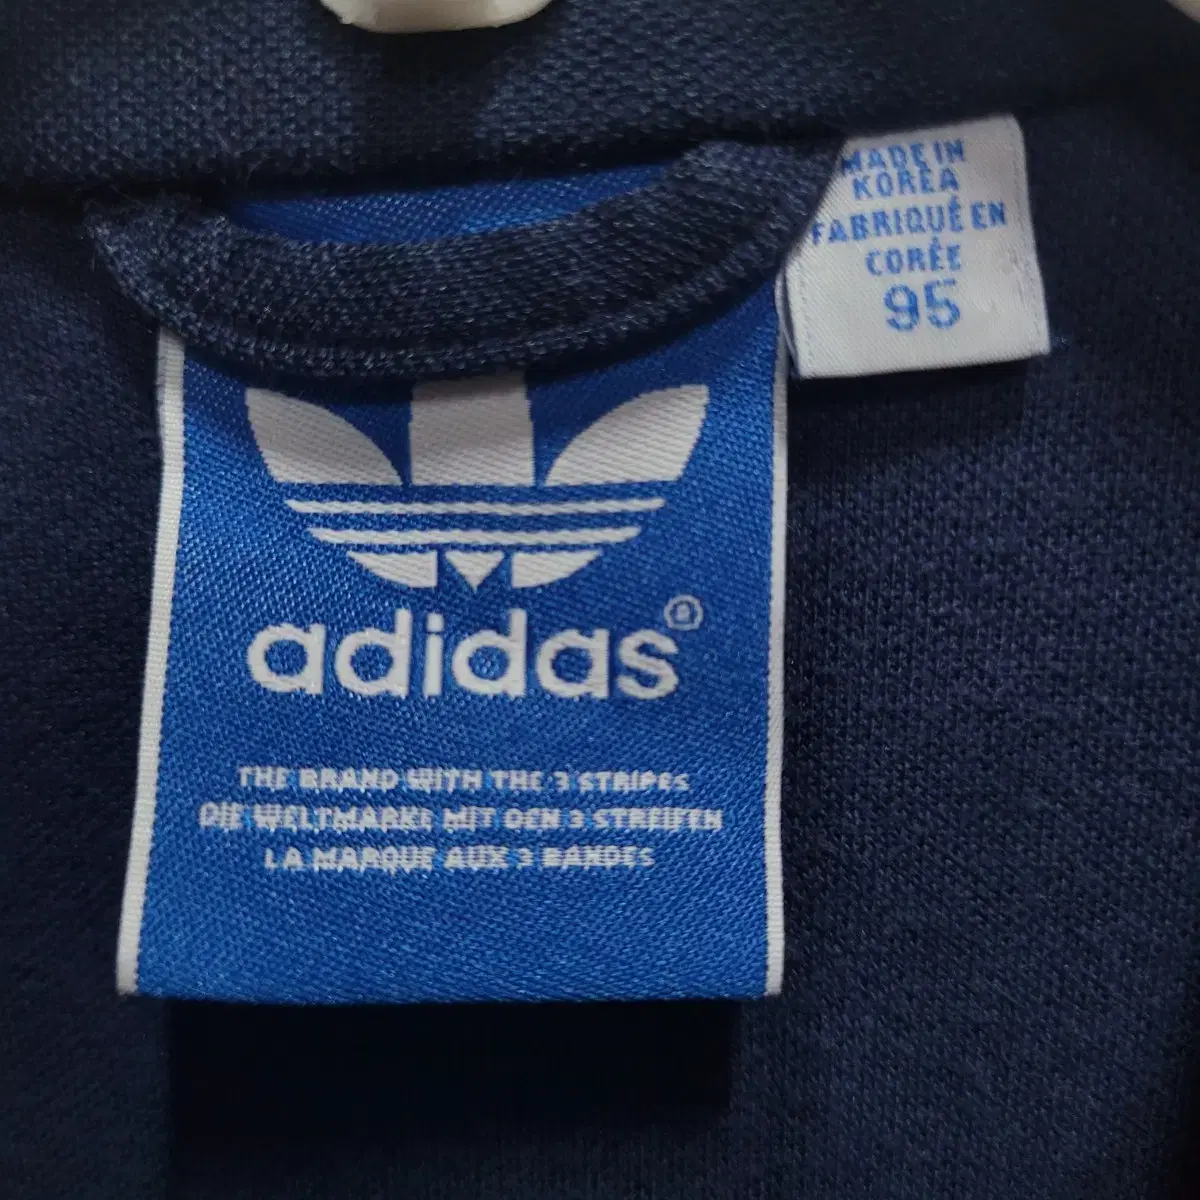 MADE IN
KOREA
FABRIQUÉ EN
CORÉE
95
adidas®
THE BRAND WITH THE 3 STRIPES
DIE WELTMARKE MIT DEN 3 STREIFEN
LA MARQUE AUX 3 BANDES